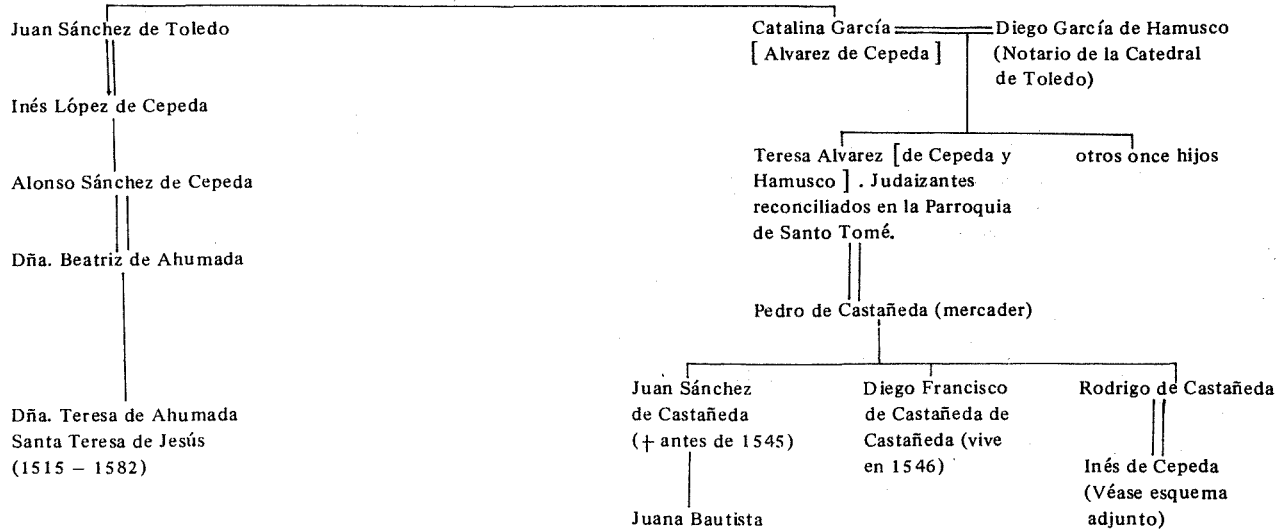 Juan Sánchez de Toledo
Inés López de Cepeda
Alonso Sánchez de Cepeda
Dña. Beatriz de Ahumada
Dña. Teresa de Ahumada
Santa Teresa de Jesús
(1515 – 1582)
Catalina García
[ Alvarez de Cepeda ]
Diego García de Hamusco
(Notario de la Catedral
de Toledo)
Teresa Alvarez [de Cepeda y
Hamusco ] . Judaizantes
reconciliados en la Parroquia
de Santo Tomé.
otros once hijos
Pedro de Castañeda (mercader)
Juan Sánchez
de Castañeda
(† antes de 1545)
Juana Bautista
Diego Francisco
de Castañeda de
Castañeda (vive
en 1546)
Rodrigo de Castañeda
Inés de Cepeda
(Véase esquema
adjunto)